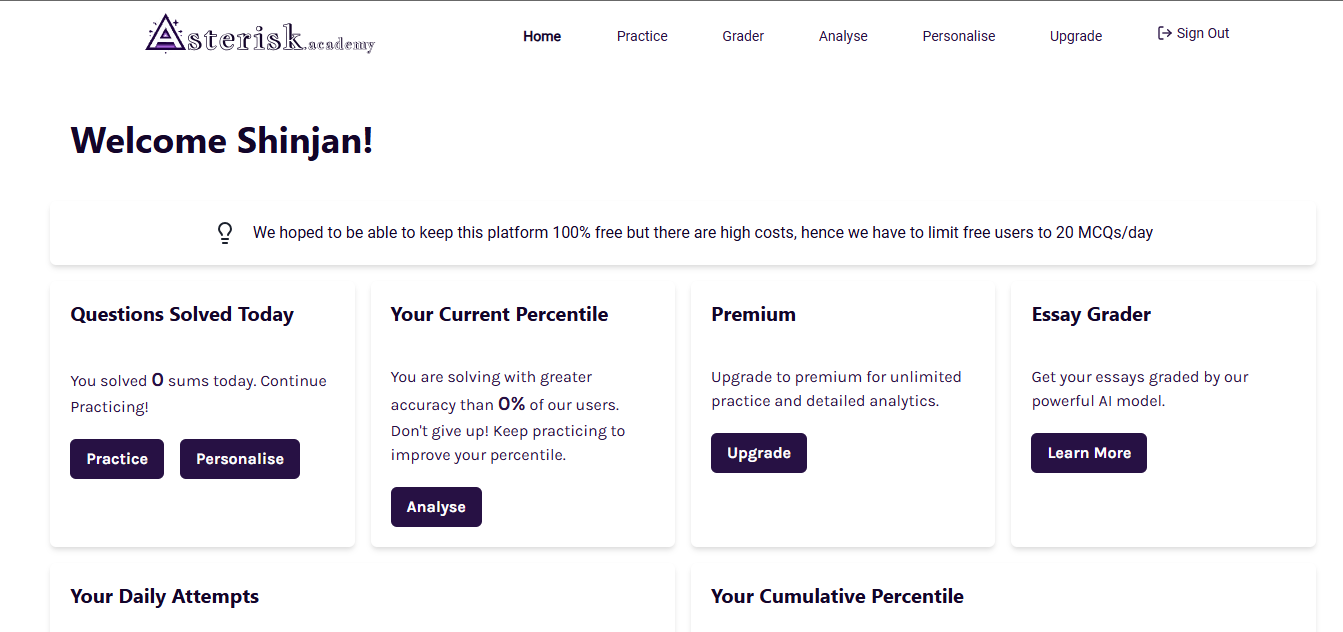 Asterisk.academy
Home Practice Grader Analyse Personalise Upgrade Sign Out
Welcome Shinjan!
We hoped to be able to keep this platform 100% free but there are high costs, hence we have to limit free users to 20 MCQs/day
Questions Solved Today
You solved 0 sums today. Continue
Practicing!
Practice Personalise
Your Current Percentile
You are solving with greater
accuracy than 0% of our users.
Don't give up! Keep practicing to
improve your percentile.
Analyse
Premium
Upgrade to premium for unlimited
practice and detailed analytics.
Upgrade
Essay Grader
Get your essays graded by our
powerful AI model.
Learn More
Your Daily Attempts
Your Cumulative Percentile